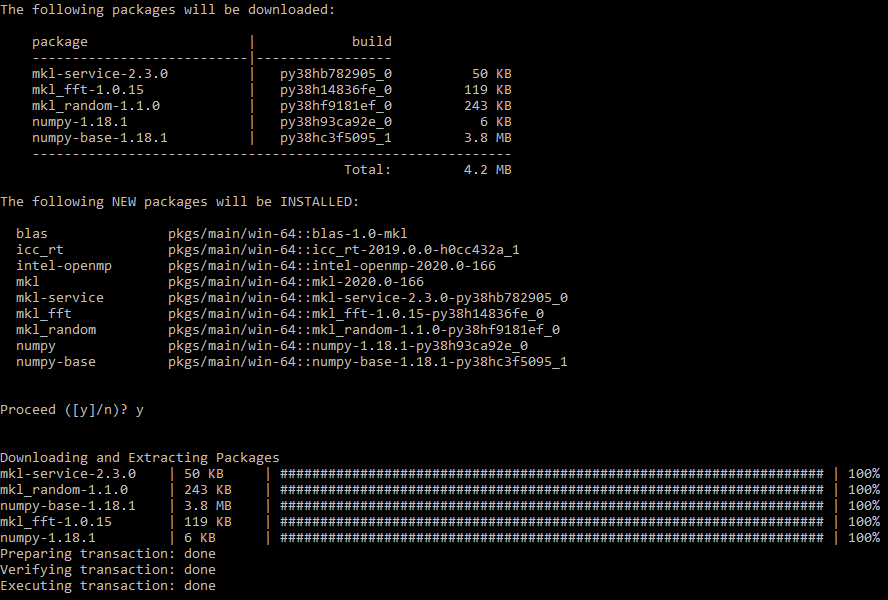 The following packages will be downloaded:
    package                    |            build
    ---------------------------|-----------------
    mkl-service-2.3.0          |   py38hb782905_0          50 KB
    mkl_fft-1.0.15             |   py38h14836fe_0         119 KB
    mkl_random-1.1.0           |   py38hf9181ef_0         243 KB
    numpy-1.18.1               |   py38h93ca92e_0           6 KB
    numpy-base-1.18.1          |   py38hc3f5095_1         3.8 MB
    ------------------------------------------------------------
                                           Total:         4.2 MB
The following NEW packages will be INSTALLED:
  blas               pkgs/main/win-64::blas-1.0-mkl
  icc_rt             pkgs/main/win-64::icc_rt-2019.0.0-h0cc432a_1
  intel-openmp       pkgs/main/win-64::intel-openmp-2020.0-166
  mkl                pkgs/main/win-64::mkl-2020.0-166
  mkl-service        pkgs/main/win-64::mkl-service-2.3.0-py38hb782905_0
  mkl_fft            pkgs/main/win-64::mkl_fft-1.0.15-py38h14836fe_0
  mkl_random         pkgs/main/win-64::mkl_random-1.1.0-py38hf9181ef_0
  numpy              pkgs/main/win-64::numpy-1.18.1-py38h93ca92e_0
  numpy-base         pkgs/main/win-64::numpy-base-1.18.1-py38hc3f5095_1
Proceed ([y]/n)? y
Downloading and Extracting Packages
mkl-service-2.3.0    | 50 KB     | #################################################################### | 100%
mkl_random-1.1.0     | 243 KB    | #################################################################### | 100%
numpy-base-1.18.1    | 3.8 MB    | #################################################################### | 100%
mkl_fft-1.0.15       | 119 KB    | #################################################################### | 100%
numpy-1.18.1         | 6 KB      | #################################################################### | 100%
Preparing transaction: done
Verifying transaction: done
Executing transaction: done